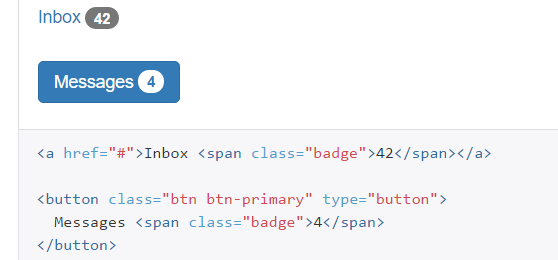 Inbox 42
Messages 4
<a href="#">Inbox <span class="badge">42</span></a>
<button class="btn btn-primary" type="button">
  Messages <span class="badge">4</span>
</button>